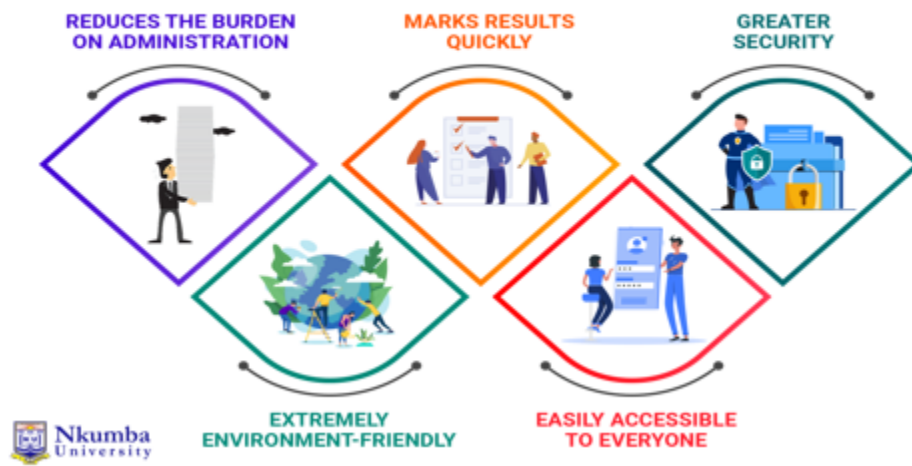 REDUCES THE BURDEN
ON ADMINISTRATION
MARKS RESULTS
QUICKLY
GREATER
SECURITY
EXTREMELY
ENVIRONMENT-FRIENDLY
EASILY ACCESSIBLE
TO EVERYONE
Nkumba
University